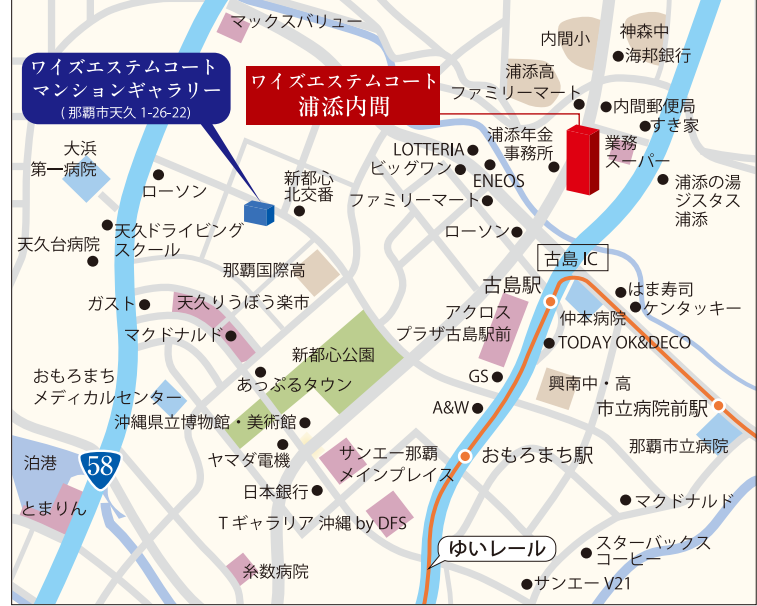 マックスバリュー
内間小
神森中
海邦銀行
ワイズエステムコート
マンションギャラリー
(那覇市天久 1-26-22)
ワイズエステムコート
浦添内間
浦添高
ファミリーマート
内間郵便局
すき家
業務
スーパー
浦添年金
事務所
LOTTERIA
ビッグワン
ENEOS
ファミリーマート
ローソン
浦添の湯
ジスタス
浦添
大浜
第一病院
ローソン
新都心
北交番
天久ドライビング
スクール
天久台病院
那覇国際高
古島 IC
古島駅
はま寿司
ケンタッキー
仲本病院
ガスト
天久りうぼう楽市
マクドナルド
アクロス
プラザ古島駅前
TODAY OK&DECO
新都心公園
あっぷるタウン
GS
興南中・高
A&W
市立病院前駅
那覇市立病院
おもろまち
メディカルセンター
沖縄県立博物館・美術館
ヤマダ電機
サンエー那覇
メインプレイス
おもろまち駅
58
泊港
とまりん
日本銀行
Tギャラリア 沖縄 by DFS
マクドナルド
ゆいレール
スターバックス
コーヒー
糸数病院
サンエー V21